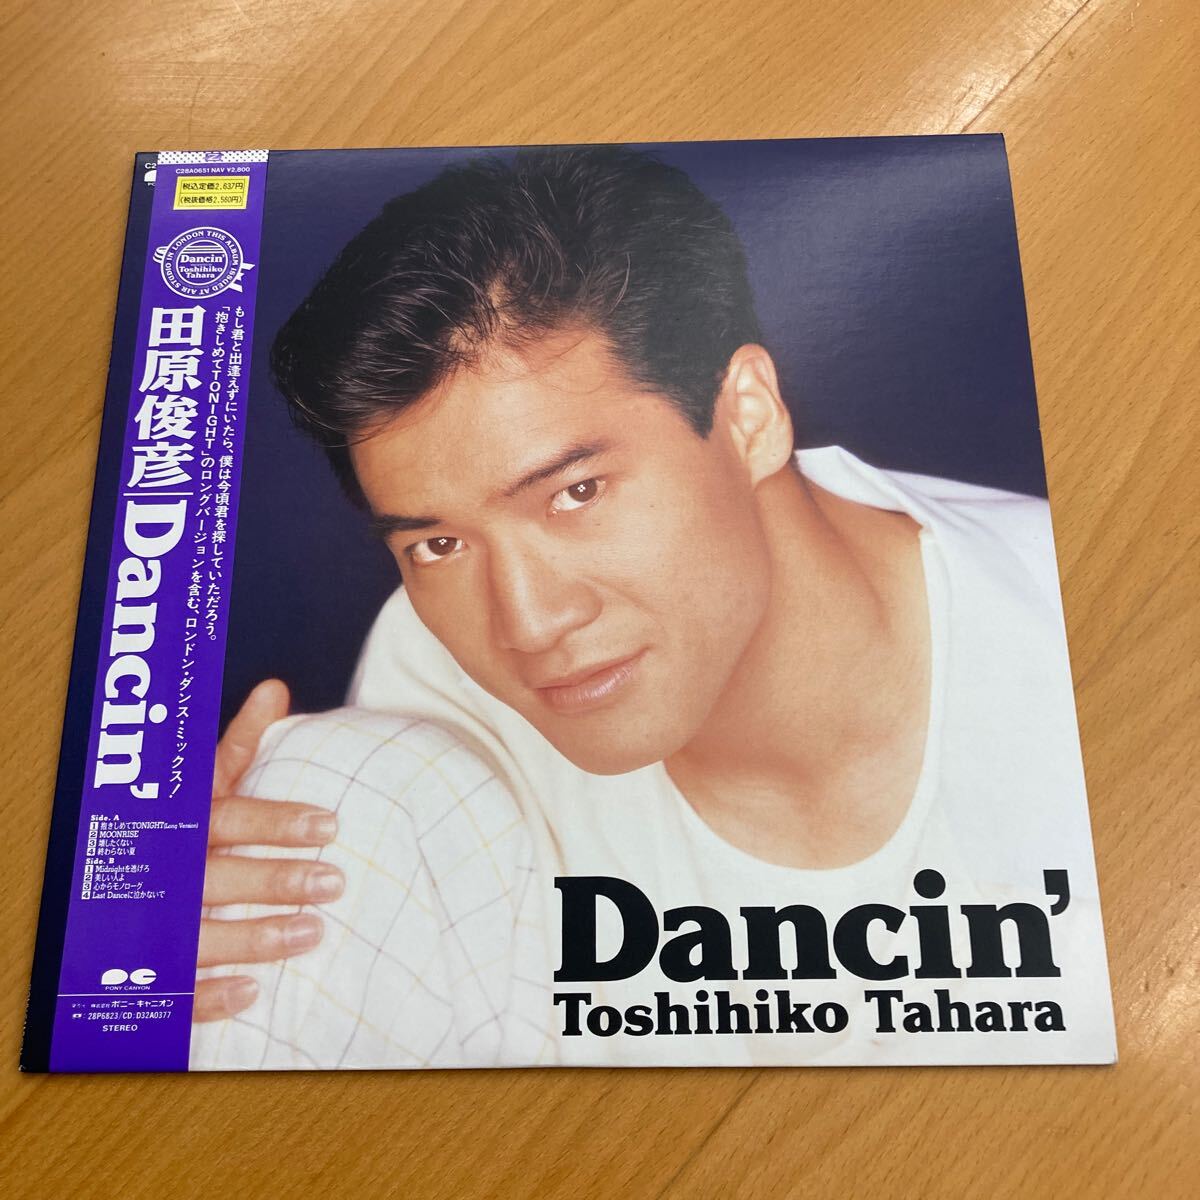 C28A0651 NAV ¥2,800
税込定価2,637円
(税抜価格2,560円)
IN LONDON THIS ALBUM ISSUED AT AIR STUDIO
Dancin'
Toshihiko
Tahara
もし君と出逢えずにいたら、僕は今頃君を探していただろう。
「抱きしめてTONIGHT」のロングバージョンを含む、ロンドン・ダンス・ミックス!
田原俊彦 Dancin'
Side. A
1 抱きしめてTONIGHT(Long Version)
2 MOONRISE
3 壊したくない
4 終わらない夏
Side. B
1 Midnightを逃げろ
2 美しい人よ
3 心からモノローグ
4 Last Danceに泣かないで
PONY CANYON
株式会社 ポニーキャニオン
: 28P6823/CD: D32A0377
STEREO
Dancin'
Toshihiko Tahara